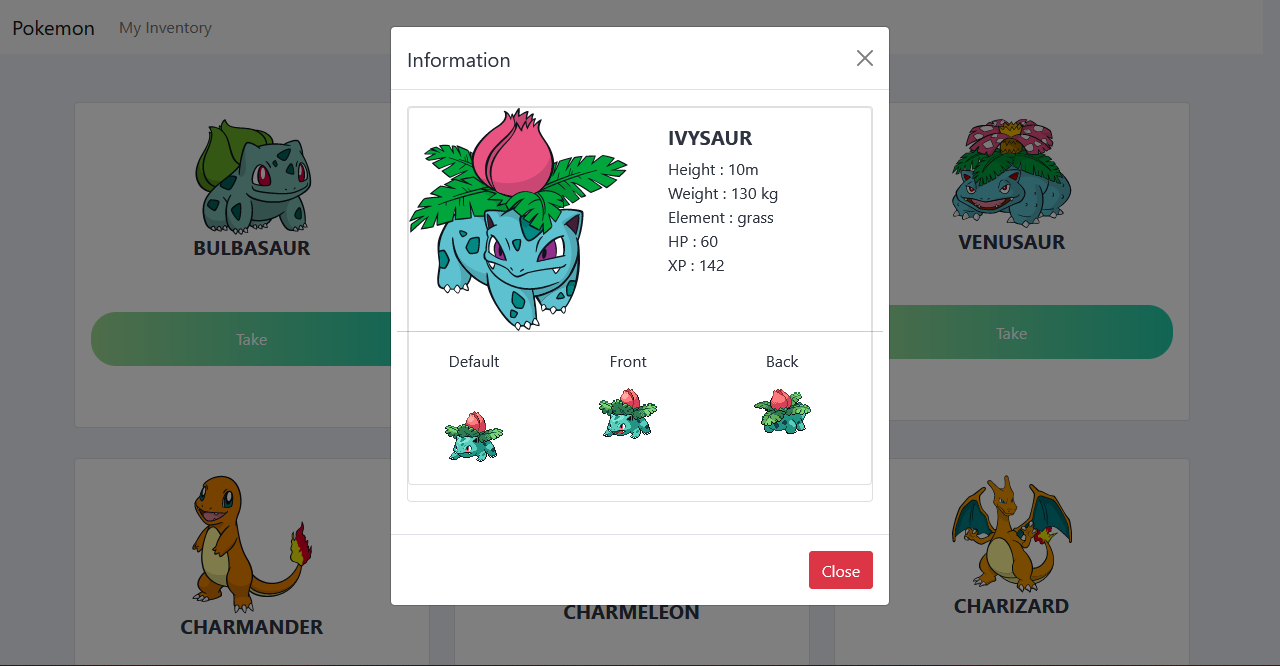 Pokemon
My Inventory
Information
IVYSAUR
Height : 10m
Weight : 130 kg
Element : grass
HP : 60
XP : 142
Default
Front
Back
Close
BULBASAUR
Take
VENUSAUR
Take
CHARMANDER
CHARMELEON
CHARIZARD